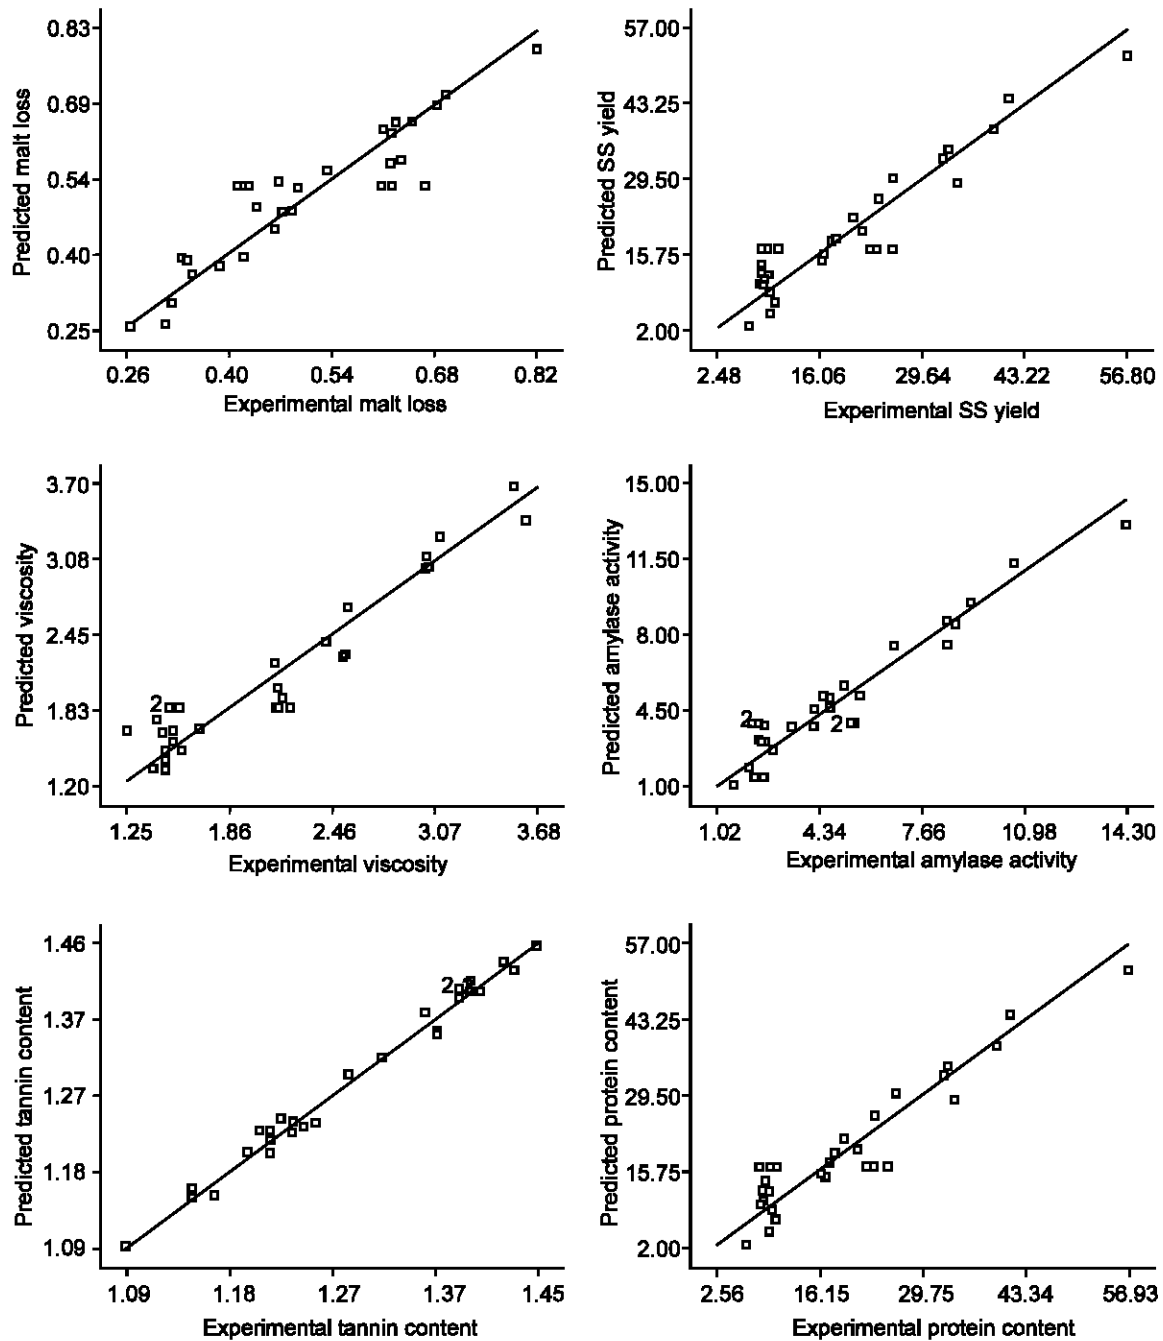 Predicted malt loss
0.83
0.69
0.54
0.40
0.25
0.26 0.40 0.54 0.68 0.82
Experimental malt loss
Predicted SS yield
57.00
43.25
29.50
15.75
2.00
2.48 16.06 29.64 43.22 56.80
Experimental SS yield
Predicted viscosity
3.70
3.08
2.45
1.83
1.20
2
1.25 1.86 2.46 3.07 3.68
Experimental viscosity
Predicted amylase activity
15.00
11.50
8.00
4.50
1.00
2
2
1.02 4.34 7.66 10.98 14.30
Experimental amylase activity
Predicted tannin content
1.46
1.37
1.27
1.18
1.09
2
1.09 1.18 1.27 1.37 1.45
Experimental tannin content
Predicted protein content
57.00
43.25
29.50
15.75
2.00
2.56 16.15 29.75 43.34 56.93
Experimental protein content